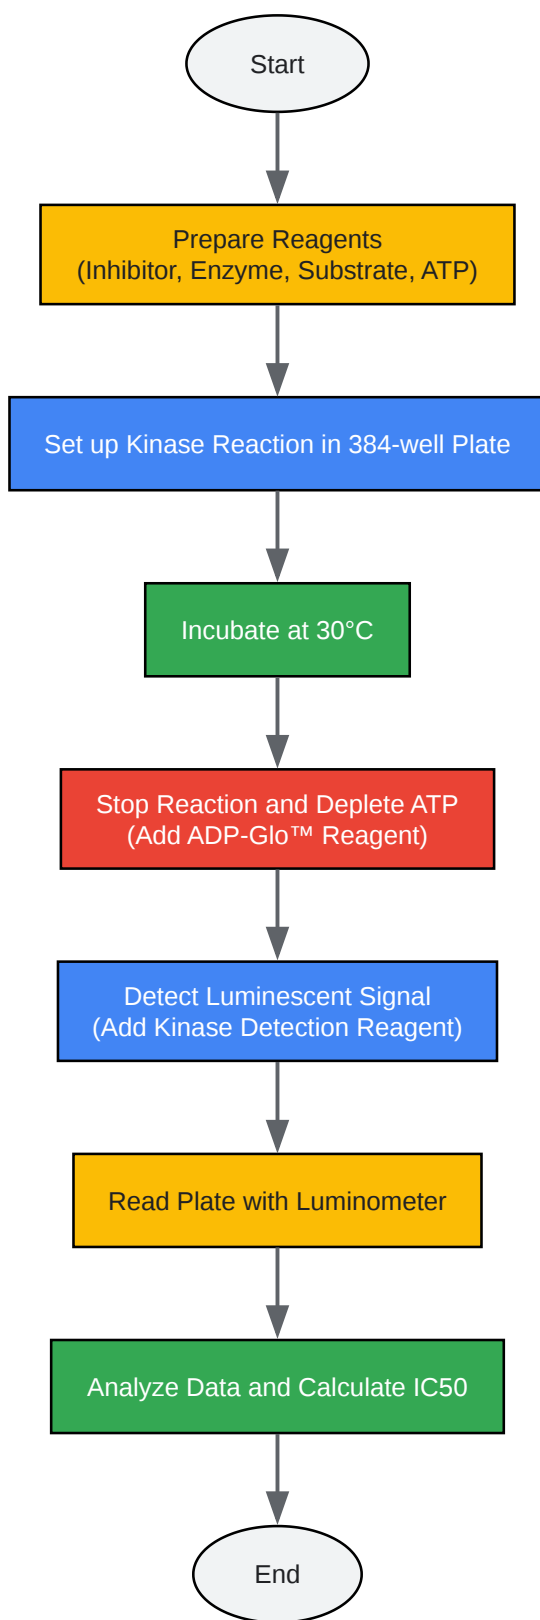 Start
Prepare Reagents
(Inhibitor, Enzyme, Substrate, ATP)
Set up Kinase Reaction in 384-well Plate
Incubate at 30°C
Stop Reaction and Deplete ATP
(Add ADP-Glo™ Reagent)
Detect Luminescent Signal
(Add Kinase Detection Reagent)
Read Plate with Luminometer
Analyze Data and Calculate IC50
End